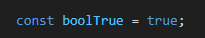 const boolTrue = true;